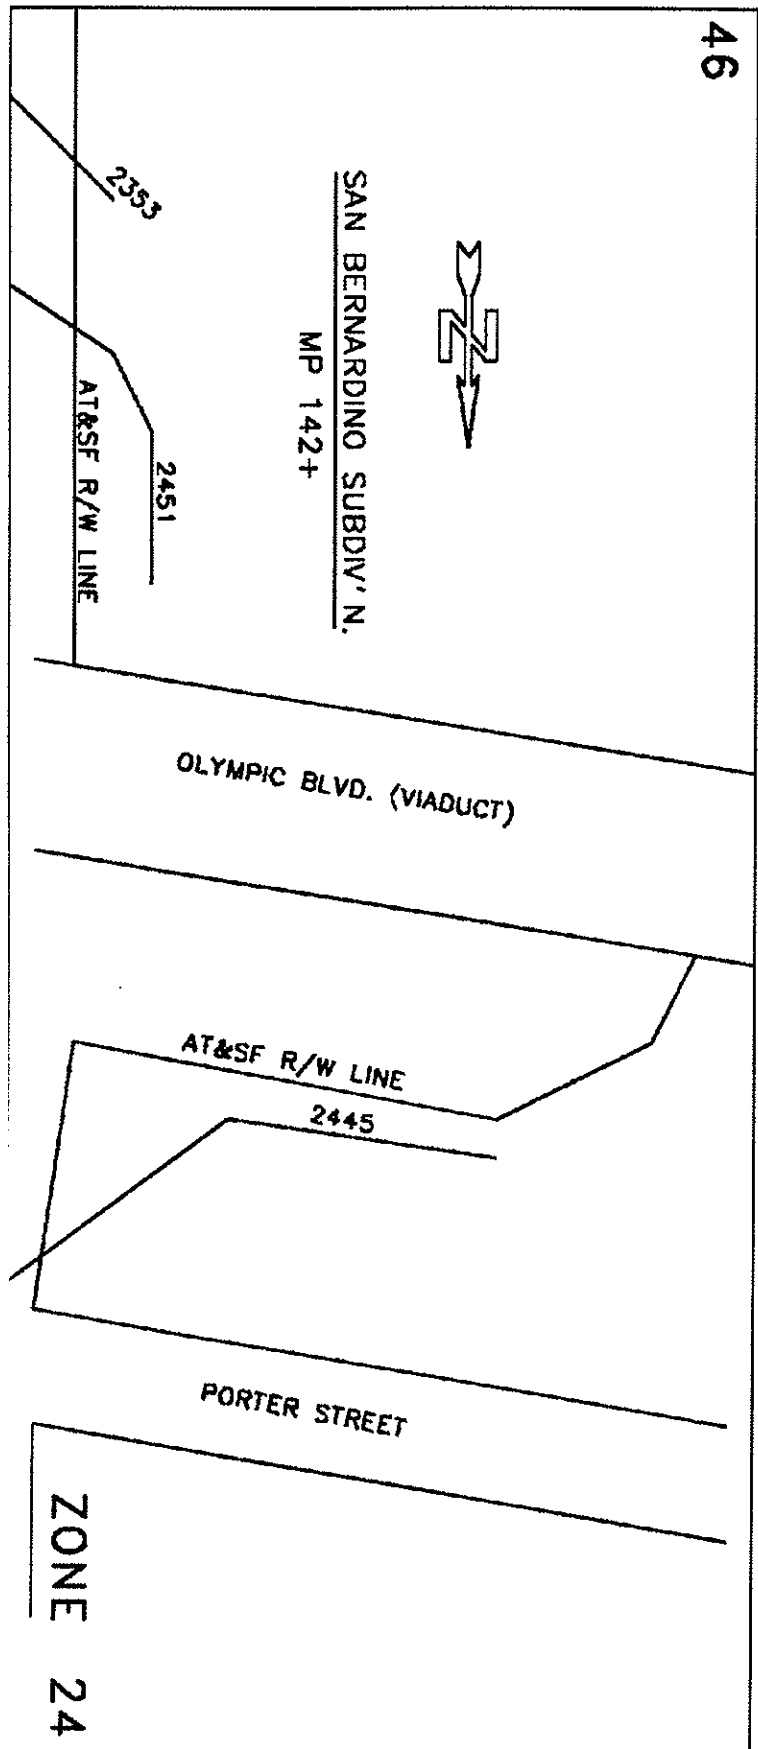 46
SAN BERNARDINO SUBDIV'N.
MP 142+
N
2353
2451
AT&SF R/W LINE
OLYMPIC BLVD. (VIADUCT)
AT&SF R/W LINE
2445
PORTER STREET
ZONE 24